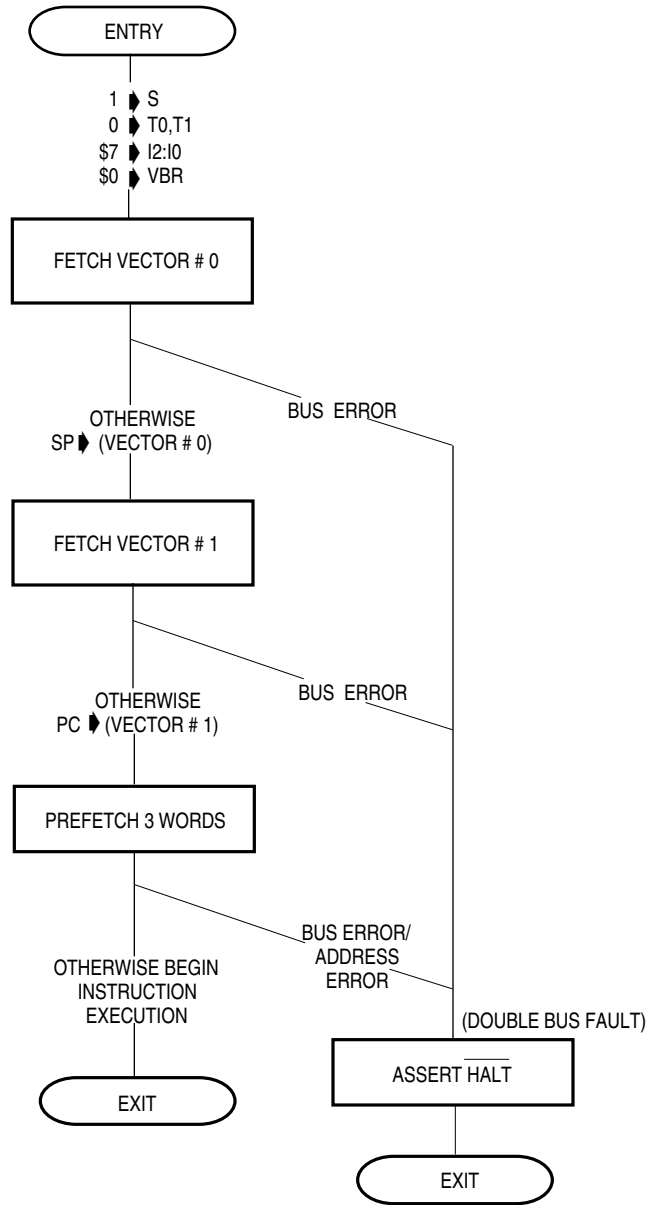 ENTRY
1 ➧ S
0 ➧ T0,T1
$7 ➧ I2:I0
$0 ➧ VBR
FETCH VECTOR # 0
BUS ERROR
OTHERWISE
SP ➧ (VECTOR # 0)
FETCH VECTOR # 1
BUS ERROR
OTHERWISE
PC ➧ (VECTOR # 1)
PREFETCH 3 WORDS
BUS ERROR/
ADDRESS
ERROR
OTHERWISE BEGIN
INSTRUCTION
EXECUTION
(DOUBLE BUS FAULT)
ASSERT H̅A̅L̅T̅
EXIT
EXIT